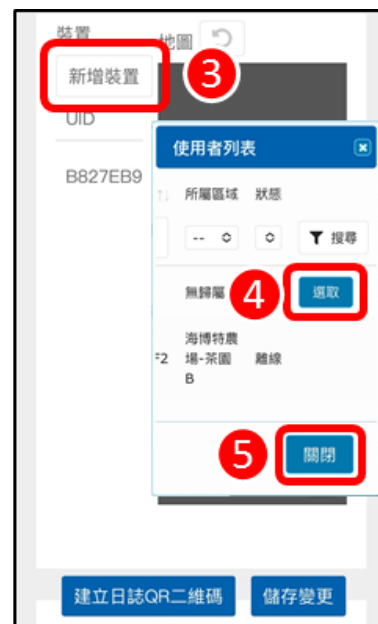 裝置
地圖
新增裝置
3
UID
B827EB9
使用者列表
所屬區域 狀態
-- 搜尋
無歸屬 4 選取
海博特農
F2 場-茶園 離線
B
5 關閉
建立日誌QR二維碼 儲存變更